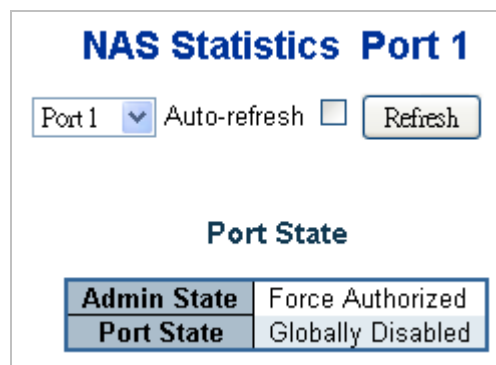 NAS Statistics Port 1
Port 1 Auto-refresh Refresh
Port State
Admin State Force Authorized
Port State Globally Disabled